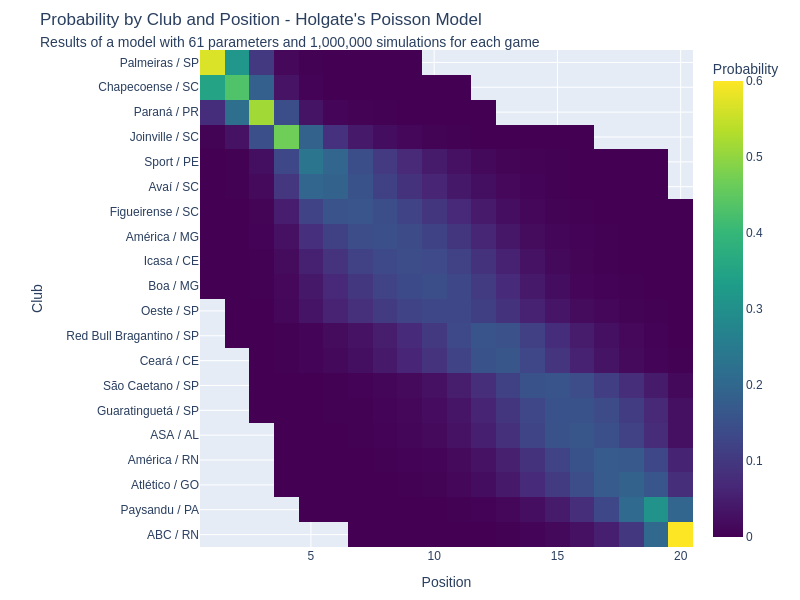 Probability by Club and Position - Holgate's Poisson Model
Results of a model with 61 parameters and 1,000,000 simulations for each game
Probability
Palmeiras / SP
Chapecoense / SC
Paraná / PR
Joinville / SC
Sport / PE
Avaí / SC
Figueirense / SC
América / MG
Icasa / CE
Boa / MG
Oeste / SP
Red Bull Bragantino / SP
Ceará / CE
São Caetano / SP
Guaratinguetá / SP
ASA / AL
América / RN
Atlético / GO
Paysandu / PA
ABC / RN
Club
5
10
15
20
Position
0.6
0.5
0.4
0.3
0.2
0.1
0